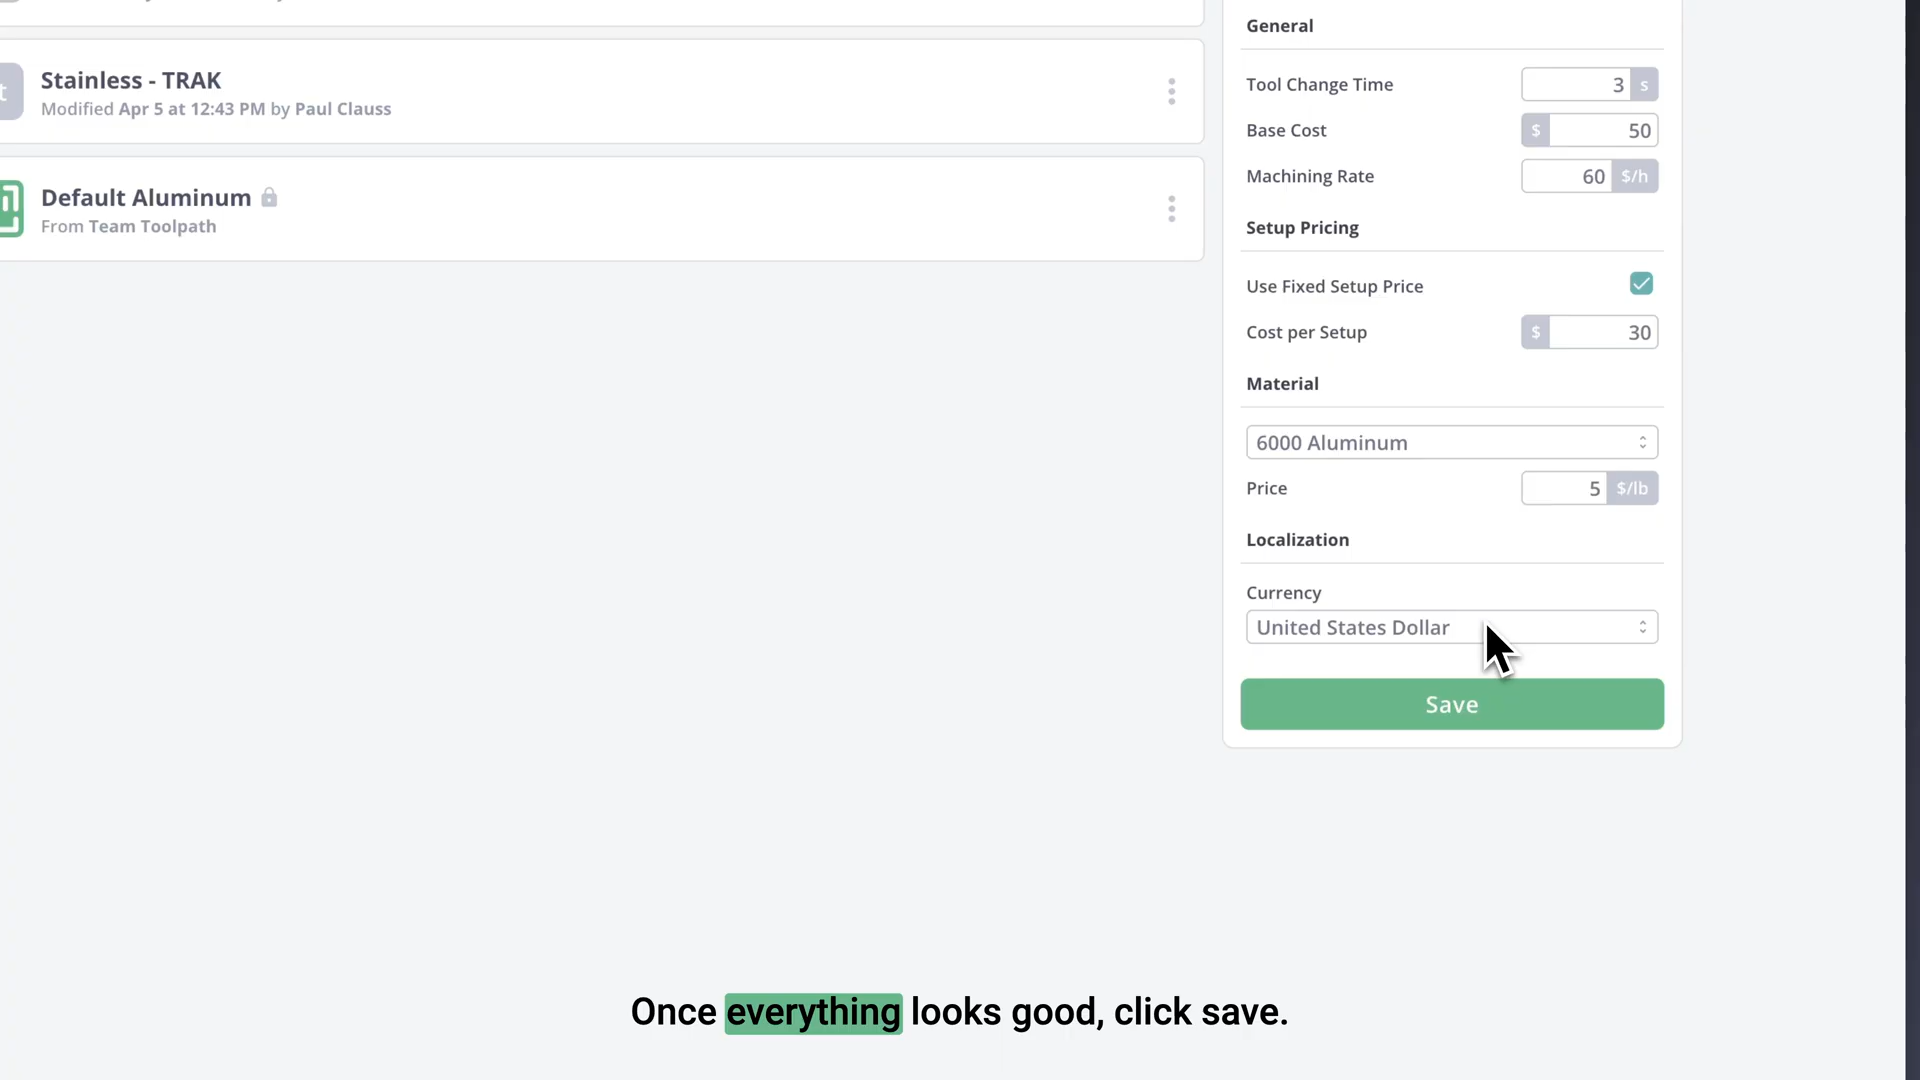 Stainless - TRAK
Modified Apr 5 at 12:43 PM by Paul Clauss
Default Aluminum
From Team Toolpath
General
Tool Change Time 3 s
Base Cost $ 50
Machining Rate 60 $/h
Setup Pricing
Use Fixed Setup Price
Cost per Setup $ 30
Material
6000 Aluminum
Price 5 $/lb
Localization
Currency
United States Dollar
Save
Once everything looks good, click save.